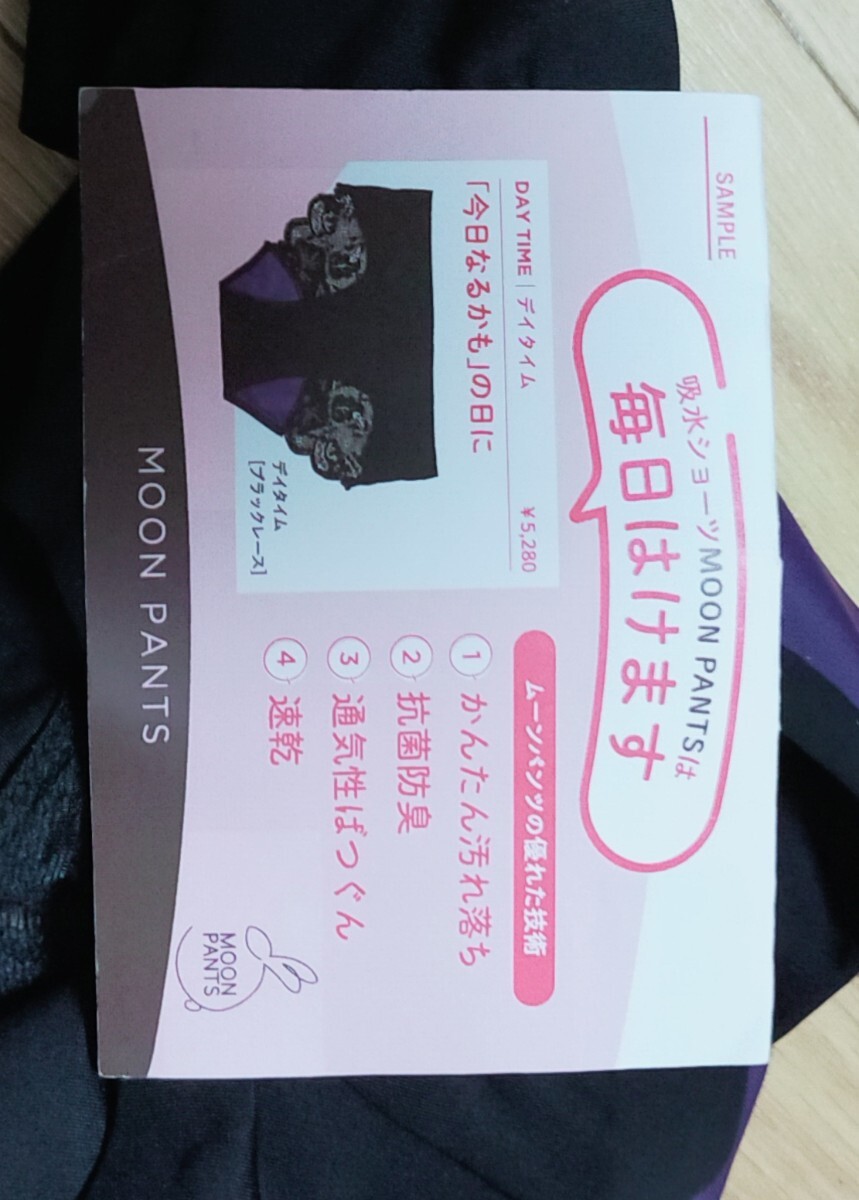 SAMPLE
吸水ショーツMOON PANTSは
毎日はけます
DAY TIME | デイタイム ¥5,280
「今日なるかも」の日に
デイタイム
[ブラックレース]
ムーンパンツの優れた技術
1 かんたん汚れ落ち
2 抗菌防臭
3 通気性ばつぐん
4 速乾
MOON
PANTS
MOON PANTS